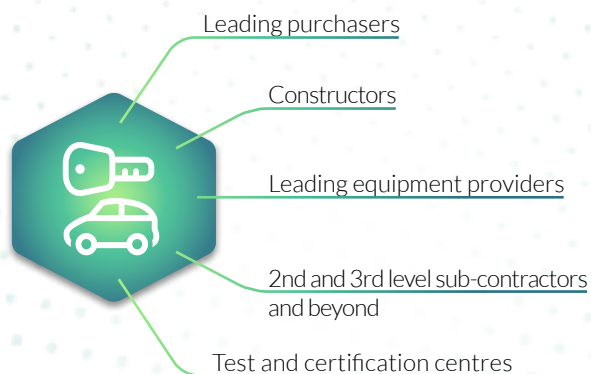 Leading purchasers
Constructors
Leading equipment providers
2nd and 3rd level sub-contractors
and beyond
Test and certification centres